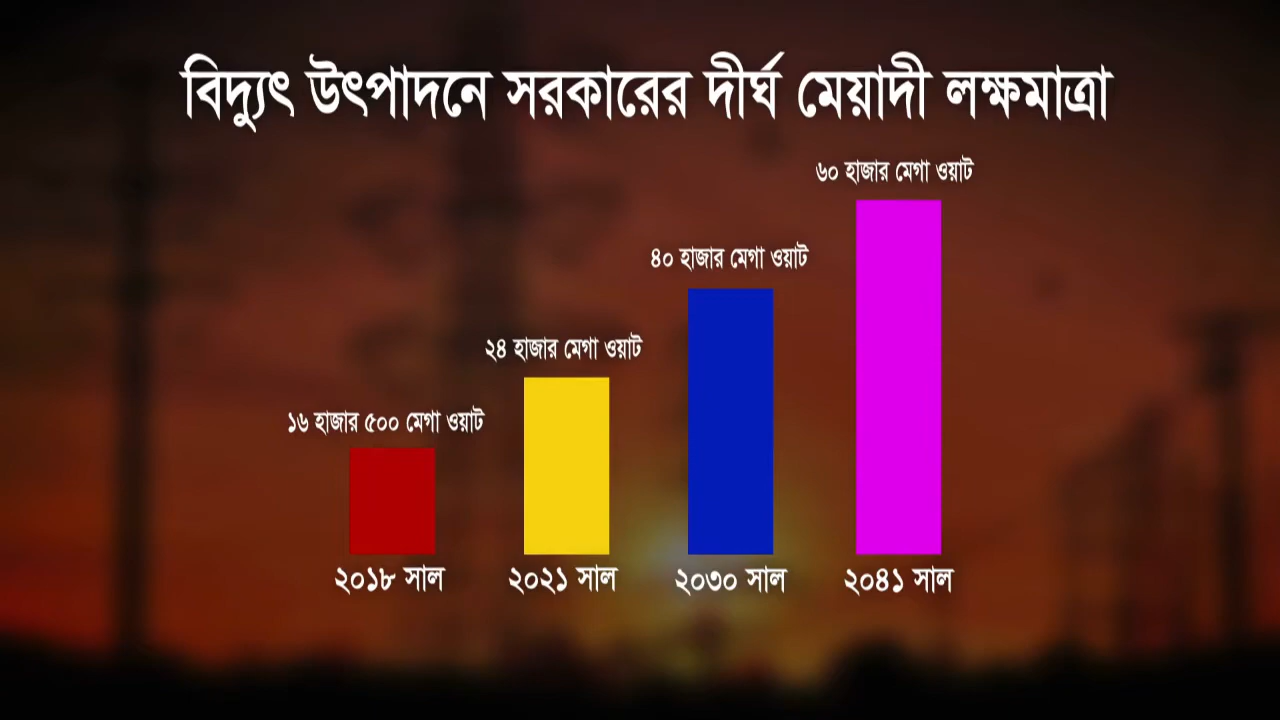 বিদ্যুৎ উৎপাদনে সরকারের দীর্ঘ মেয়াদী লক্ষমাত্রা
৬০ হাজার মেগা ওয়াট
৪০ হাজার মেগা ওয়াট
২৪ হাজার মেগা ওয়াট
১৬ হাজার ৫০০ মেগা ওয়াট
২০১৮ সাল
২০২১ সাল
২০৩০ সাল
২০৪১ সাল